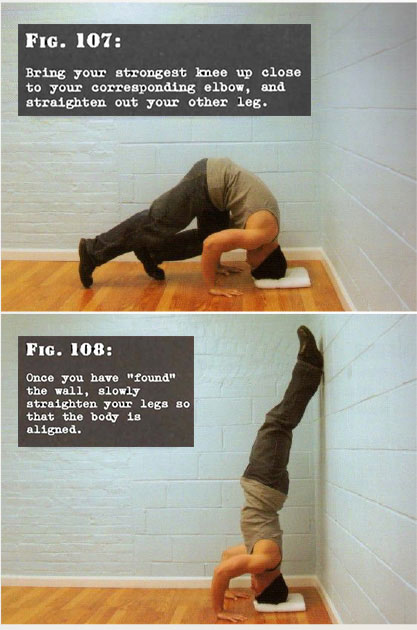 FIG. 107:
Bring your strongest knee up close
to your corresponding elbow, and
straighten out your other leg.
FIG. 108:
Once you have "found"
the wall, slowly
straighten your legs so
that the body is
aligned.